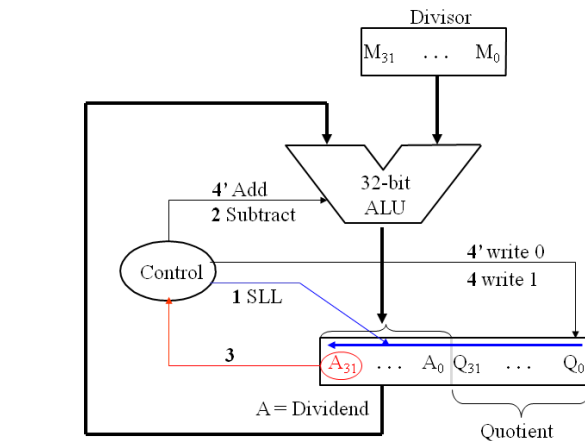 Divisor
M31 ... M0
32-bit
ALU
4' Add
2 Subtract
4' write 0
4 write 1
Control
1 SLL
3
A31 ... A0 Q31 ... Q0
A = Dividend
Quotient